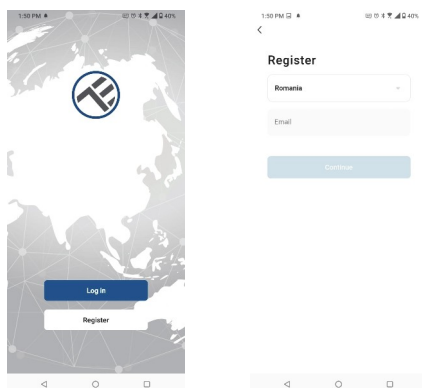 1:50 PM
40%
Log in
Register
1:50 PM
40%
Register
Romania
Email
Continue